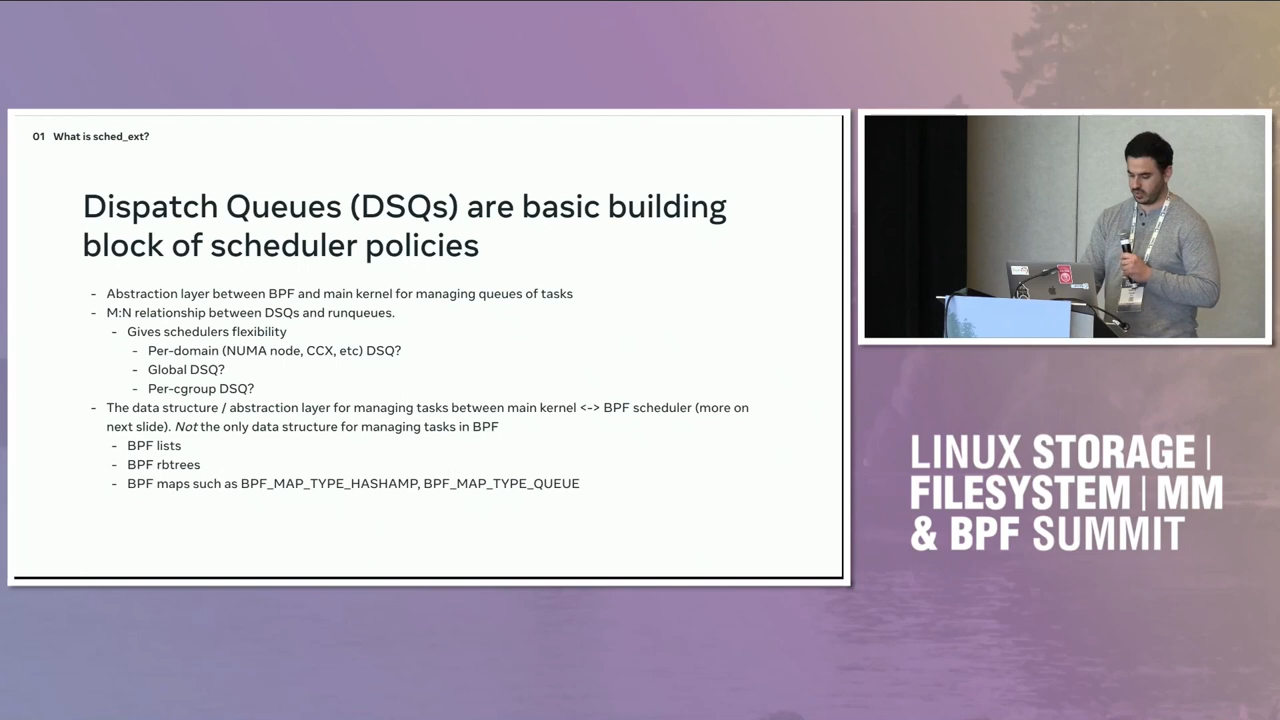 01 What is sched_ext?
Dispatch Queues (DSQs) are basic building
block of scheduler policies
- Abstraction layer between BPF and main kernel for managing queues of tasks
- M:N relationship between DSQs and runqueues.
- Gives schedulers flexibility
- Per-domain (NUMA node, CCX, etc) DSQ?
- Global DSQ?
- Per-cgroup DSQ?
- The data structure / abstraction layer for managing tasks between main kernel <-> BPF scheduler (more on
next slide). Not the only data structure for managing tasks in BPF
- BPF lists
- BPF rbtrees
- BPF maps such as BPF_MAP_TYPE_HASHAMP, BPF_MAP_TYPE_QUEUE
LINUX STORAGE |
FILESYSTEM | MM
& BPF SUMMIT